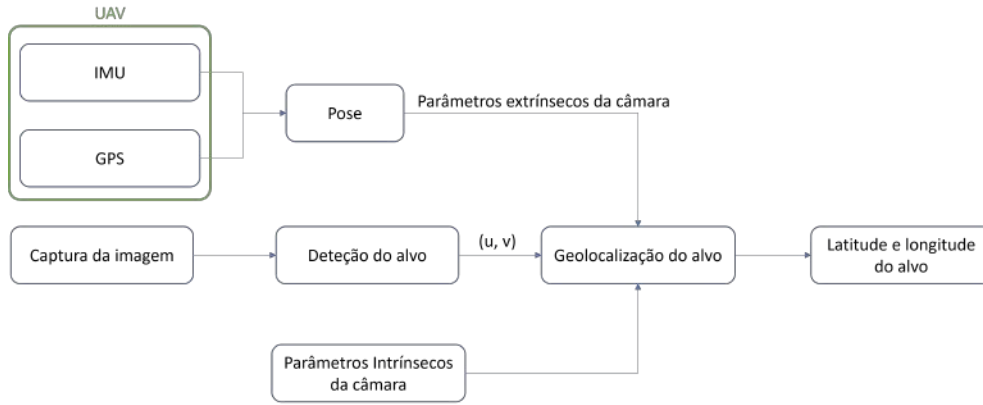 UAV
IMU
GPS
Pose
Parâmetros extrínsecos da câmara
Captura da imagem
Deteção do alvo
(u, v)
Geolocalização do alvo
Latitude e longitude
do alvo
Parâmetros Intrínsecos
da câmara